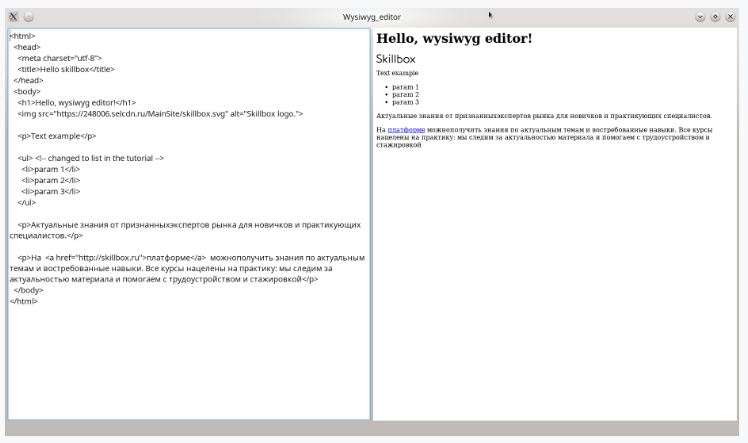 Wysiwyg_editor
<html>
<head>
<meta charset="utf-8">
<title>Hello skillbox</title>
</head>
<body>
<h1>Hello, wysiwyg editor!</h1>
<img src="https://248006.selcdn.ru/MainSite/skillbox.svg" alt="Skillbox logo.">
<p>Text example</p>
<ul> <!-- changed to list in the tutorial -->
<li>param 1</li>
<li>param 2</li>
<li>param 3</li>
</ul>
<p>Актуальные знания от признанныхэкспертов рынка для новичков и практикующих
специалистов.</p>
<p>На <a href="http://skillbox.ru">платформе</a> можнополучить знания по актуальным
темам и востребованные навыки. Все курсы нацелены на практику: мы следим за
актуальностью материала и помогаем с трудоустройством и стажировкой</p>
</body>
</html>
Hello, wysiwyg editor!
Skillbox
Text example
• param 1
• param 2
• param 3
Актуальные знания от признанныхэкспертов рынка для новичков и практикующих специалистов.
На платформе можнополучить знания по актуальным темам и востребованные навыки. Все курсы
нацелены на практику: мы следим за актуальностью материала и помогаем с трудоустройством и
стажировкой